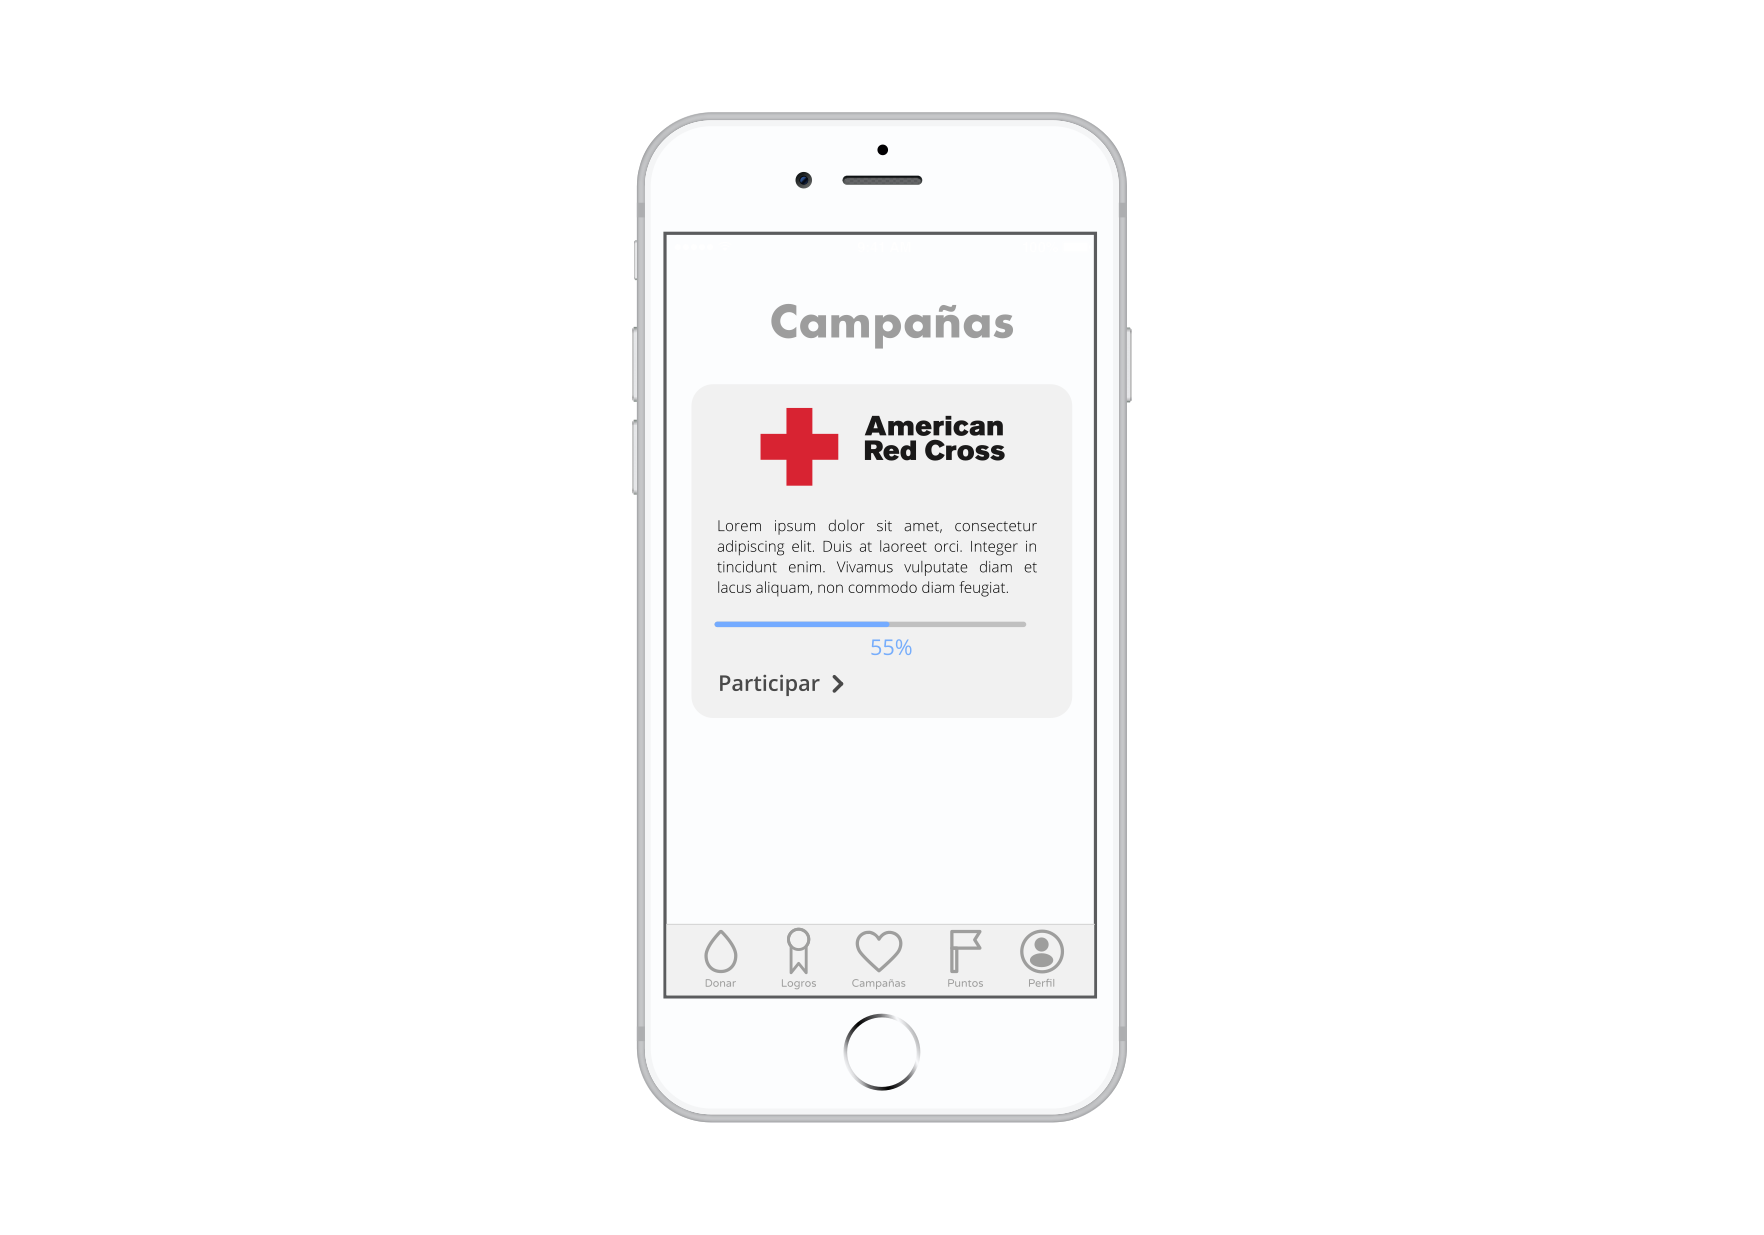 Campañas
American
Red Cross
Lorem ipsum dolor sit amet, consectetur
adipiscing elit. Duis at laoreet orci. Integer in
tincidunt enim. Vivamus vulputate diam et
lacus aliquam, non commodo diam feugiat.
55%
Participar
Donar Logros Campañas Puntos Perfil